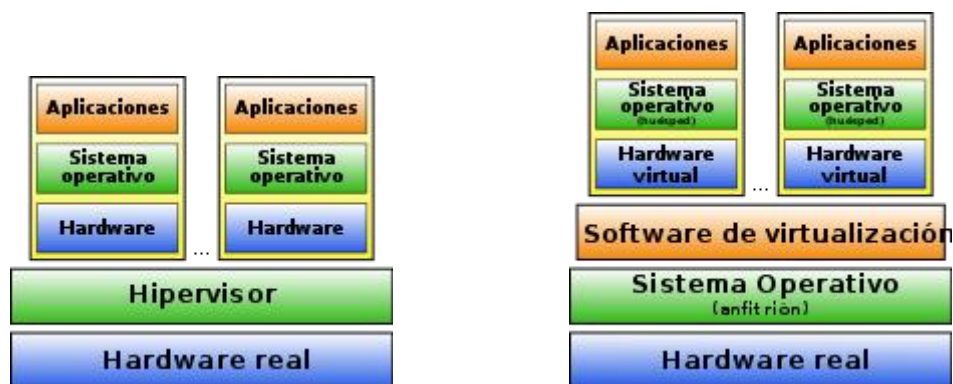 Aplicaciones
Sistema
operativo
Hardware
...
Aplicaciones
Sistema
operativo
Hardware
Hipervisor
Hardware real
Aplicaciones
Sistema
operativo
(huésped)
Hardware
virtual
...
Aplicaciones
Sistema
operativo
(huésped)
Hardware
virtual
Software de virtualización
Sistema Operativo
(anfitrión)
Hardware real